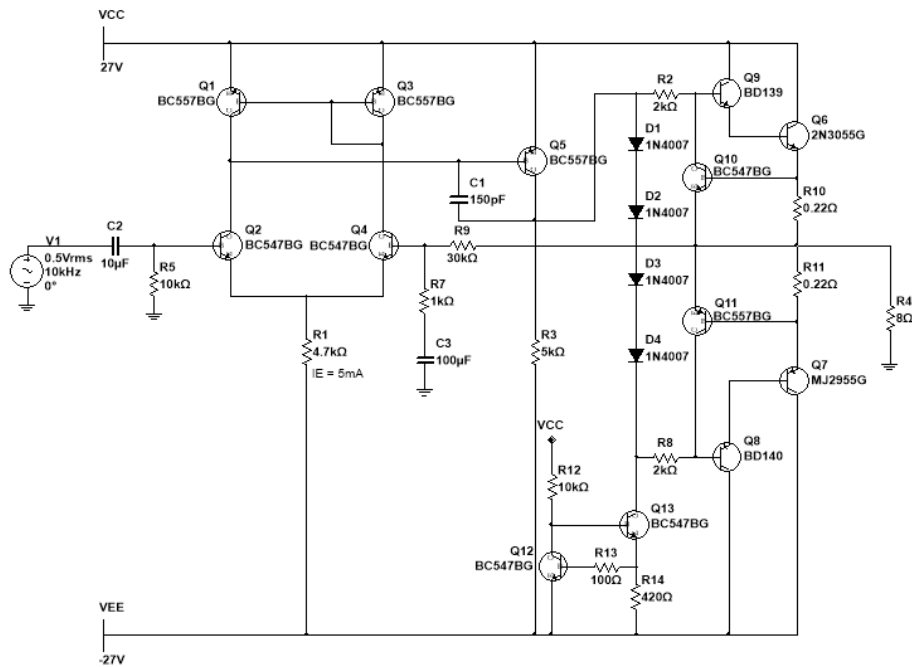 VCC
27V
Q1
BC557BG
Q3
BC557BG
R2
2kΩ
Q9
BD139
Q6
2N3055G
D1
1N4007
Q5
BC557BG
Q10
BC547BG
C1
150pF
D2
1N4007
R10
0.22Ω
V1
0.5Vrms
10kHz
0°
C2
10µF
R5
10kΩ
Q2
BC547BG
Q4
BC547BG
R9
30kΩ
R7
1kΩ
D3
1N4007
R11
0.22Ω
R4
8Ω
Q11
BC557BG
R1
4.7kΩ
IE = 5mA
C3
100µF
R3
5kΩ
D4
1N4007
Q7
MJ2955G
VCC
R12
10kΩ
R8
2kΩ
Q8
BD140
Q13
BC547BG
Q12
BC547BG
R13
100Ω
R14
420Ω
VEE
-27V